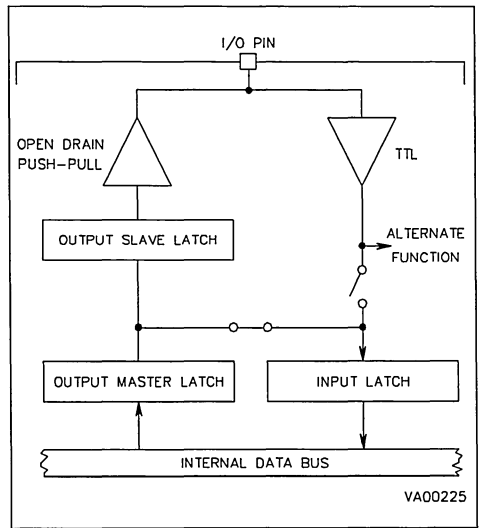 I/O PIN
OPEN DRAIN
PUSH-PULL
TTL
OUTPUT SLAVE LATCH
ALTERNATE
FUNCTION
OUTPUT MASTER LATCH
INPUT LATCH
INTERNAL DATA BUS
VA00225